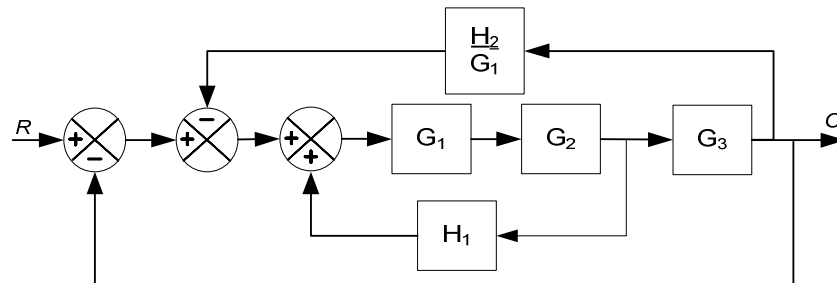 H₂
G₁
−
R
+
−
+
+
+
G₁
G₂
G₃
C
H₁